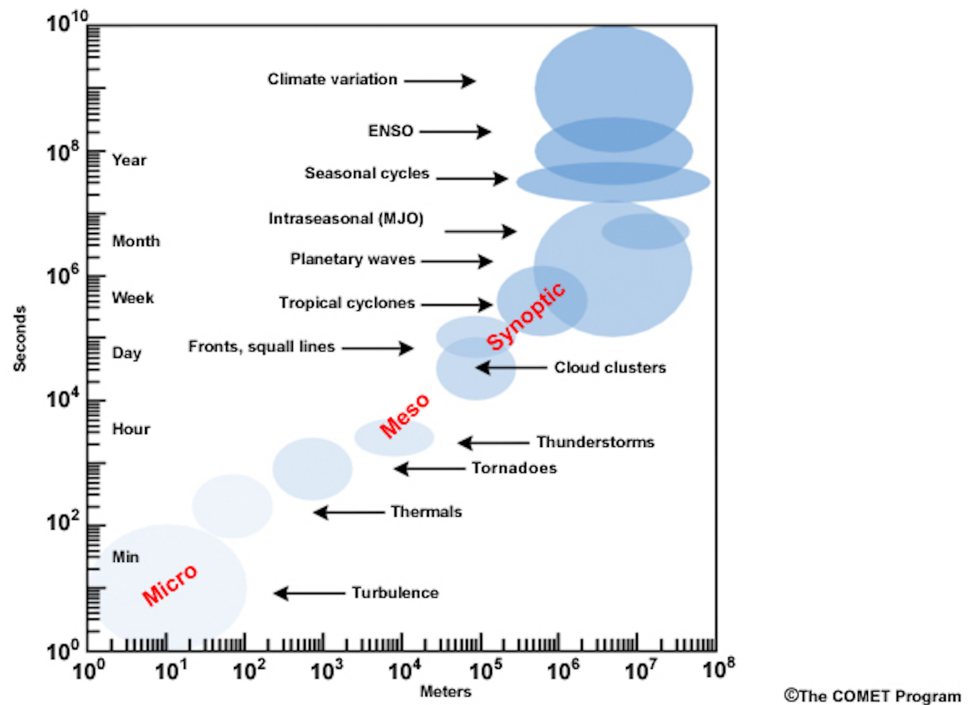 10^10
Climate variation
ENSO
10^8
Year
Seasonal cycles
Intraseasonal (MJO)
Month
Planetary waves
10^6
Week
Tropical cyclones
Synoptic
Seconds
Day
Fronts, squall lines
Cloud clusters
10^4
Meso
Hour
Thunderstorms
Tornadoes
Thermals
10^2
Min
Micro
Turbulence
10^0
10^0 10^1 10^2 10^3 10^4 10^5 10^6 10^7 10^8
Meters
©The COMET Program